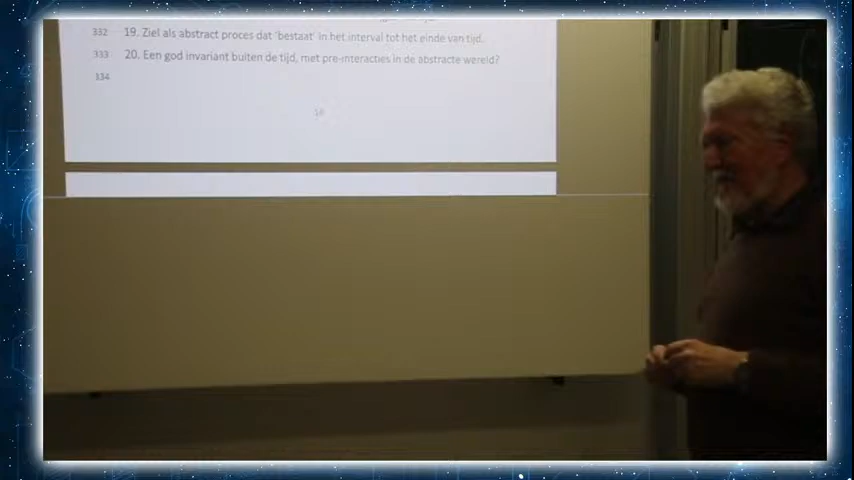 332 19. Ziel als abstract proces dat 'bestaat' in het interval tot het einde van tijd.
333 20. Een god invariant buiten de tijd, met pre-interacties in de abstracte wereld?
334